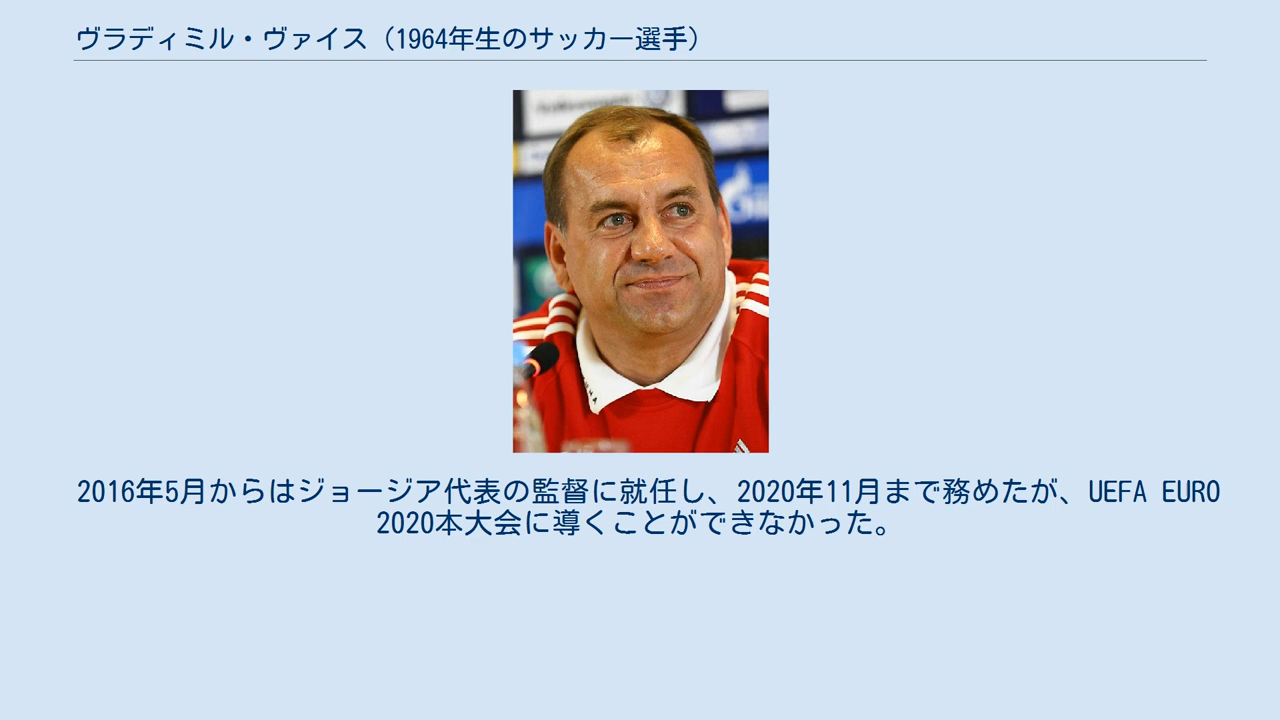 ヴラディミル・ヴァイス（1964年生のサッカー選手）
2016年5月からはジョージア代表の監督に就任し、2020年11月まで務めたが、UEFA EURO
2020本大会に導くことができなかった。